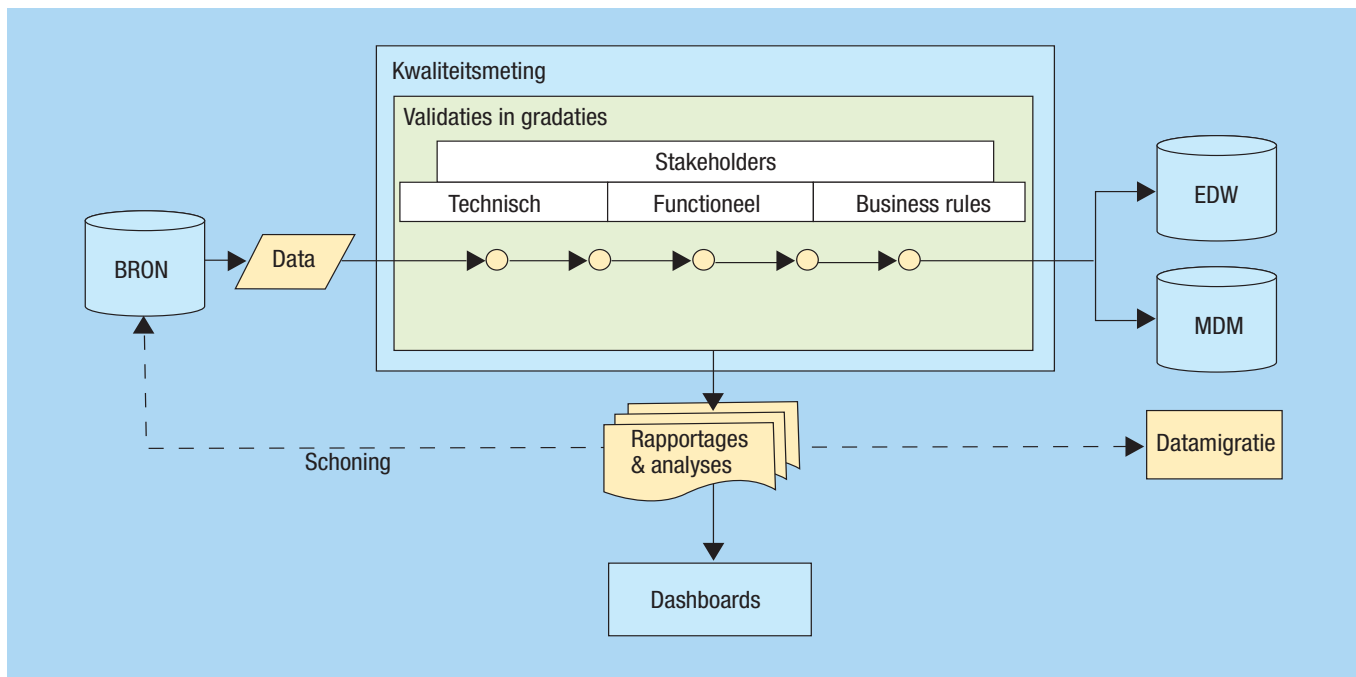 Kwaliteitsmeting
Validaties in gradaties
Stakeholders
Technisch
Functioneel
Business rules
BRON
Data
EDW
MDM
Schoning
Rapportages
& analyses
Datamigratie
Dashboards